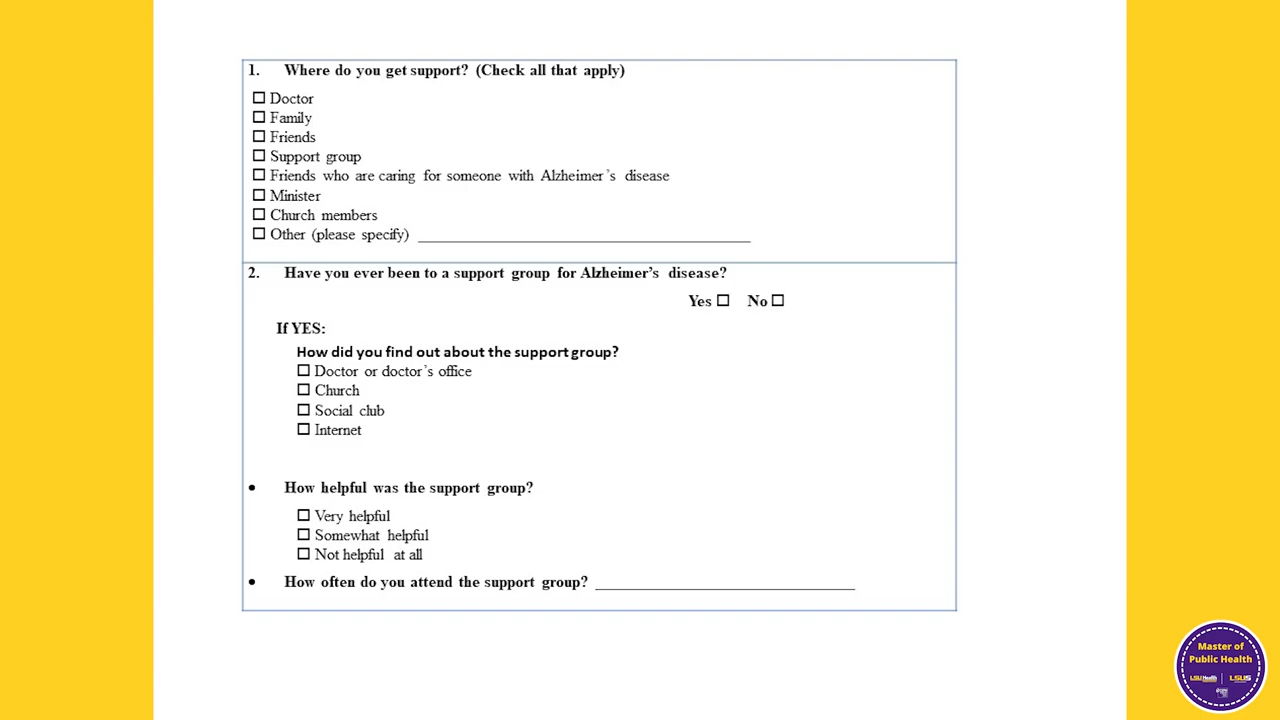 1. Where do you get support? (Check all that apply)
☐ Doctor
☐ Family
☐ Friends
☐ Support group
☐ Friends who are caring for someone with Alzheimer's disease
☐ Minister
☐ Church members
☐ Other (please specify) ____________________
2. Have you ever been to a support group for Alzheimer's disease?
Yes ☐ No ☐
If YES:
How did you find out about the support group?
☐ Doctor or doctor's office
☐ Church
☐ Social club
☐ Internet
• How helpful was the support group?
☐ Very helpful
☐ Somewhat helpful
☐ Not helpful at all
• How often do you attend the support group? ____________________
Master of
Public Health
LSU Health LSUS